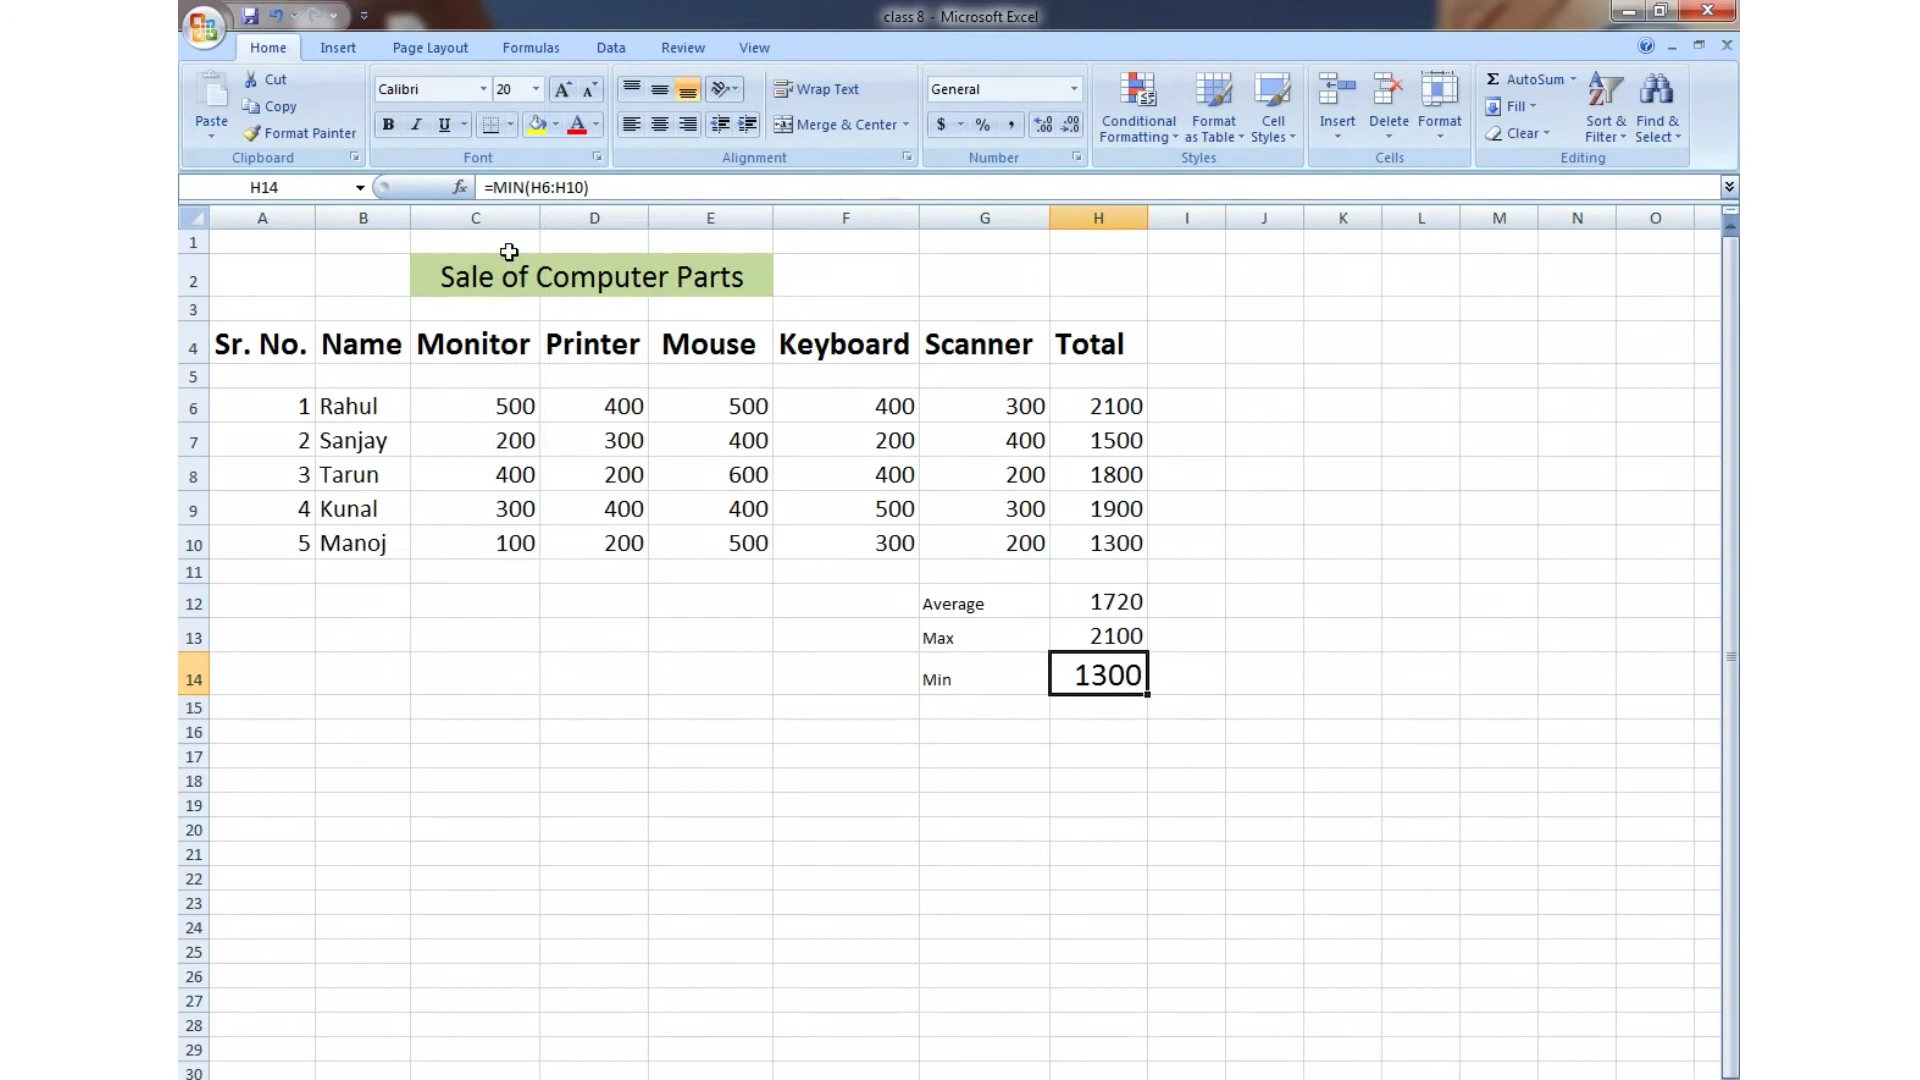 class 8 - Microsoft Excel
Home Insert Page Layout Formulas Data Review View
Paste Cut Copy Format Painter
Calibri 20
B I U
Wrap Text
Merge & Center
General
$ % ,
Conditional Formatting Format as Table Cell Styles
Insert Delete Format
Σ AutoSum Fill Clear
Sort & Filter Find & Select
Clipboard Font Alignment Number Styles Cells Editing
H14 fx =MIN(H6:H10)
A B C D E F G H I J K L M N O
1
2 Sale of Computer Parts
3
4 Sr. No. Name Monitor Printer Mouse Keyboard Scanner Total
5
6 1 Rahul 500 400 500 400 300 2100
7 2 Sanjay 200 300 400 200 400 1500
8 3 Tarun 400 200 600 400 200 1800
9 4 Kunal 300 400 400 500 300 1900
10 5 Manoj 100 200 500 300 200 1300
11
12 Average 1720
13 Max 2100
14 Min 1300
15
16
17
18
19
20
21
22
23
24
25
26
27
28
29
30